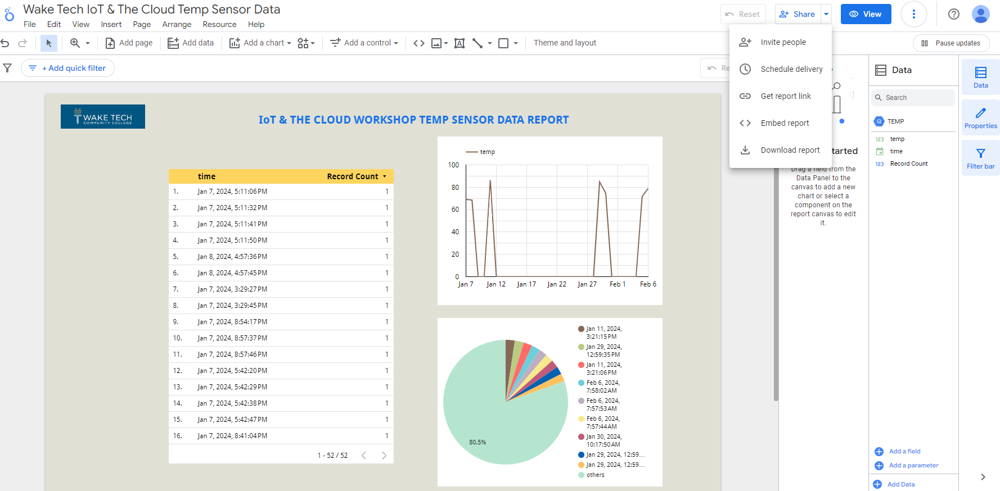 Wake Tech IoT & The Cloud Temp Sensor Data
File Edit View Insert Page Arrange Resource Help
Reset
Share
View
Add page
Add data
Add a chart
Add a control
Theme and layout
Pause updates
+ Add quick filter
Re
Invite people
Schedule delivery
Get report link
Embed report
Download report
WAKE TECH
COMMUNITY COLLEGE
IoT & THE CLOUD WORKSHOP TEMP SENSOR DATA REPORT
time Record Count
1. Jan 7, 2024, 5:11:06 PM 1
2. Jan 7, 2024, 5:11:32 PM 1
3. Jan 7, 2024, 5:11:41 PM 1
4. Jan 7, 2024, 5:11:50 PM 1
5. Jan 8, 2024, 4:57:36 PM 1
6. Jan 8, 2024, 4:57:45 PM 1
7. Jan 7, 2024, 3:29:27 PM 1
8. Jan 7, 2024, 3:29:45 PM 1
9. Jan 7, 2024, 8:54:17 PM 1
10. Jan 7, 2024, 8:57:37 PM 1
11. Jan 7, 2024, 8:57:46 PM 1
12. Jan 7, 2024, 5:42:20 PM 1
13. Jan 7, 2024, 5:42:29 PM 1
14. Jan 7, 2024, 5:42:38 PM 1
15. Jan 7, 2024, 5:42:47 PM 1
16. Jan 7, 2024, 8:41:04 PM 1
1 - 52 / 52
temp
100
80
60
40
20
0
Jan 7 Jan 12 Jan 17 Jan 22 Jan 27 Feb 1 Feb 6
80.5%
Jan 11, 2024,
3:21:15 PM
Jan 29, 2024,
12:59:35 PM
Jan 11, 2024,
3:21:06 PM
Feb 6, 2024,
7:58:02 AM
Feb 6, 2024,
7:57:53 AM
Feb 6, 2024,
7:57:44 AM
Jan 30, 2024,
10:17:50 AM
Jan 29, 2024, 12:59...
Jan 29, 2024, 12:59...
others
tarted
Drag a field from the
Data Panel to the
canvas to add a new
chart or select a
component on the
report canvas to edit
it.
Data
Search
TEMP
123 temp
time
123 Record Count
Add a field
Add a parameter
Add Data
Data
Properties
Filter bar